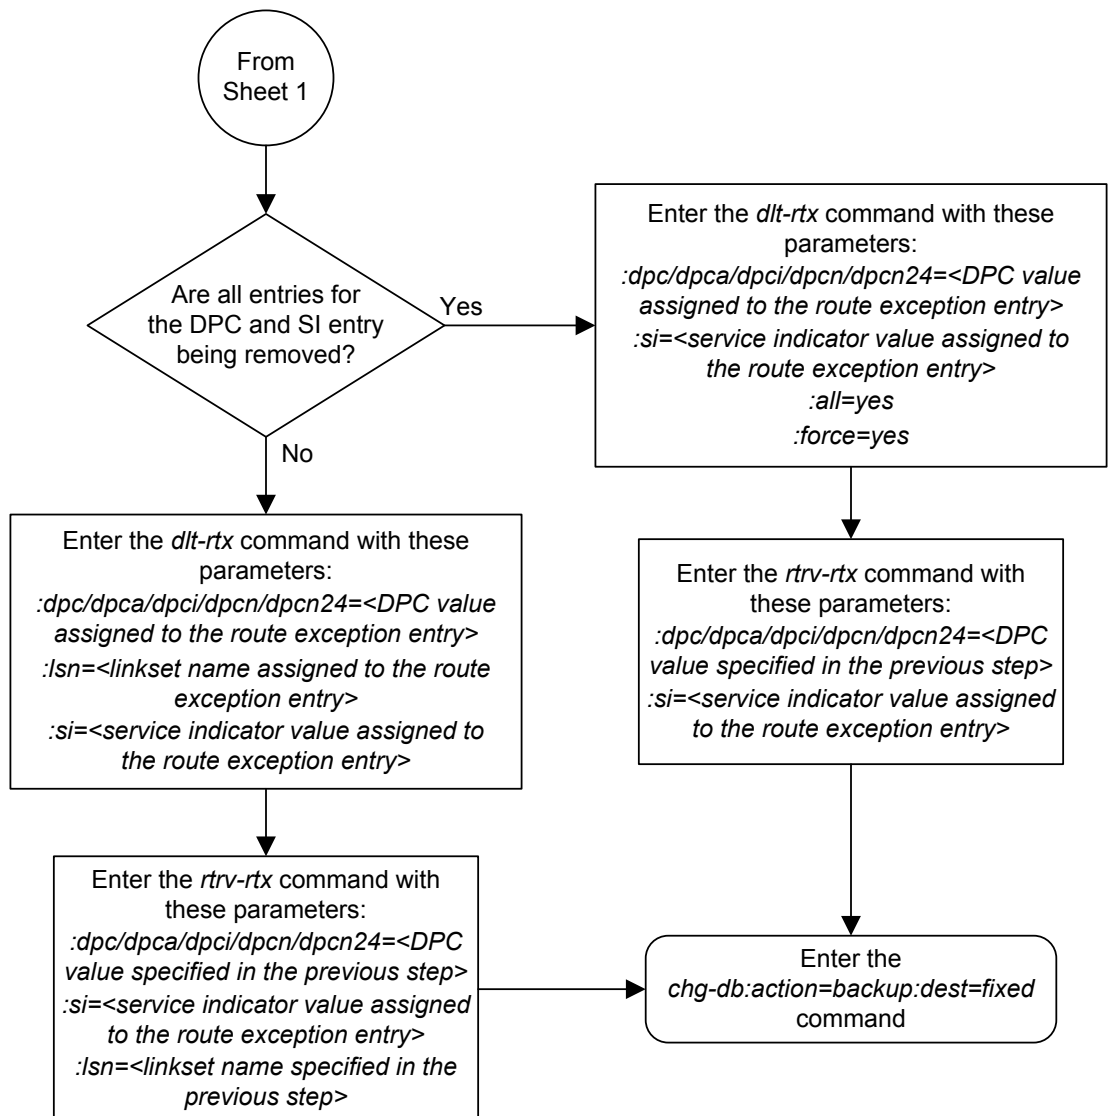 From
Sheet 1
Are all entries for
the DPC and SI entry
being removed?
Yes
Enter the dlt-rtx command with these
parameters:
:dpc/dpca/dpci/dpcn/dpcn24=<DPC value
assigned to the route exception entry>
:si=<service indicator value assigned to
the route exception entry>
:all=yes
:force=yes
No
Enter the dlt-rtx command with these
parameters:
:dpc/dpca/dpci/dpcn/dpcn24=<DPC value
assigned to the route exception entry>
:lsn=<linkset name assigned to the route
exception entry>
:si=<service indicator value assigned to
the route exception entry>
Enter the rtrv-rtx command with
these parameters:
:dpc/dpca/dpci/dpcn/dpcn24=<DPC
value specified in the previous step>
:si=<service indicator value assigned
to the route exception entry>
Enter the rtrv-rtx command with
these parameters:
:dpc/dpca/dpci/dpcn/dpcn24=<DPC
value specified in the previous step>
:si=<service indicator value assigned
to the route exception entry>
:lsn=<linkset name specified in the
previous step>
Enter the
chg-db:action=backup:dest=fixed
command